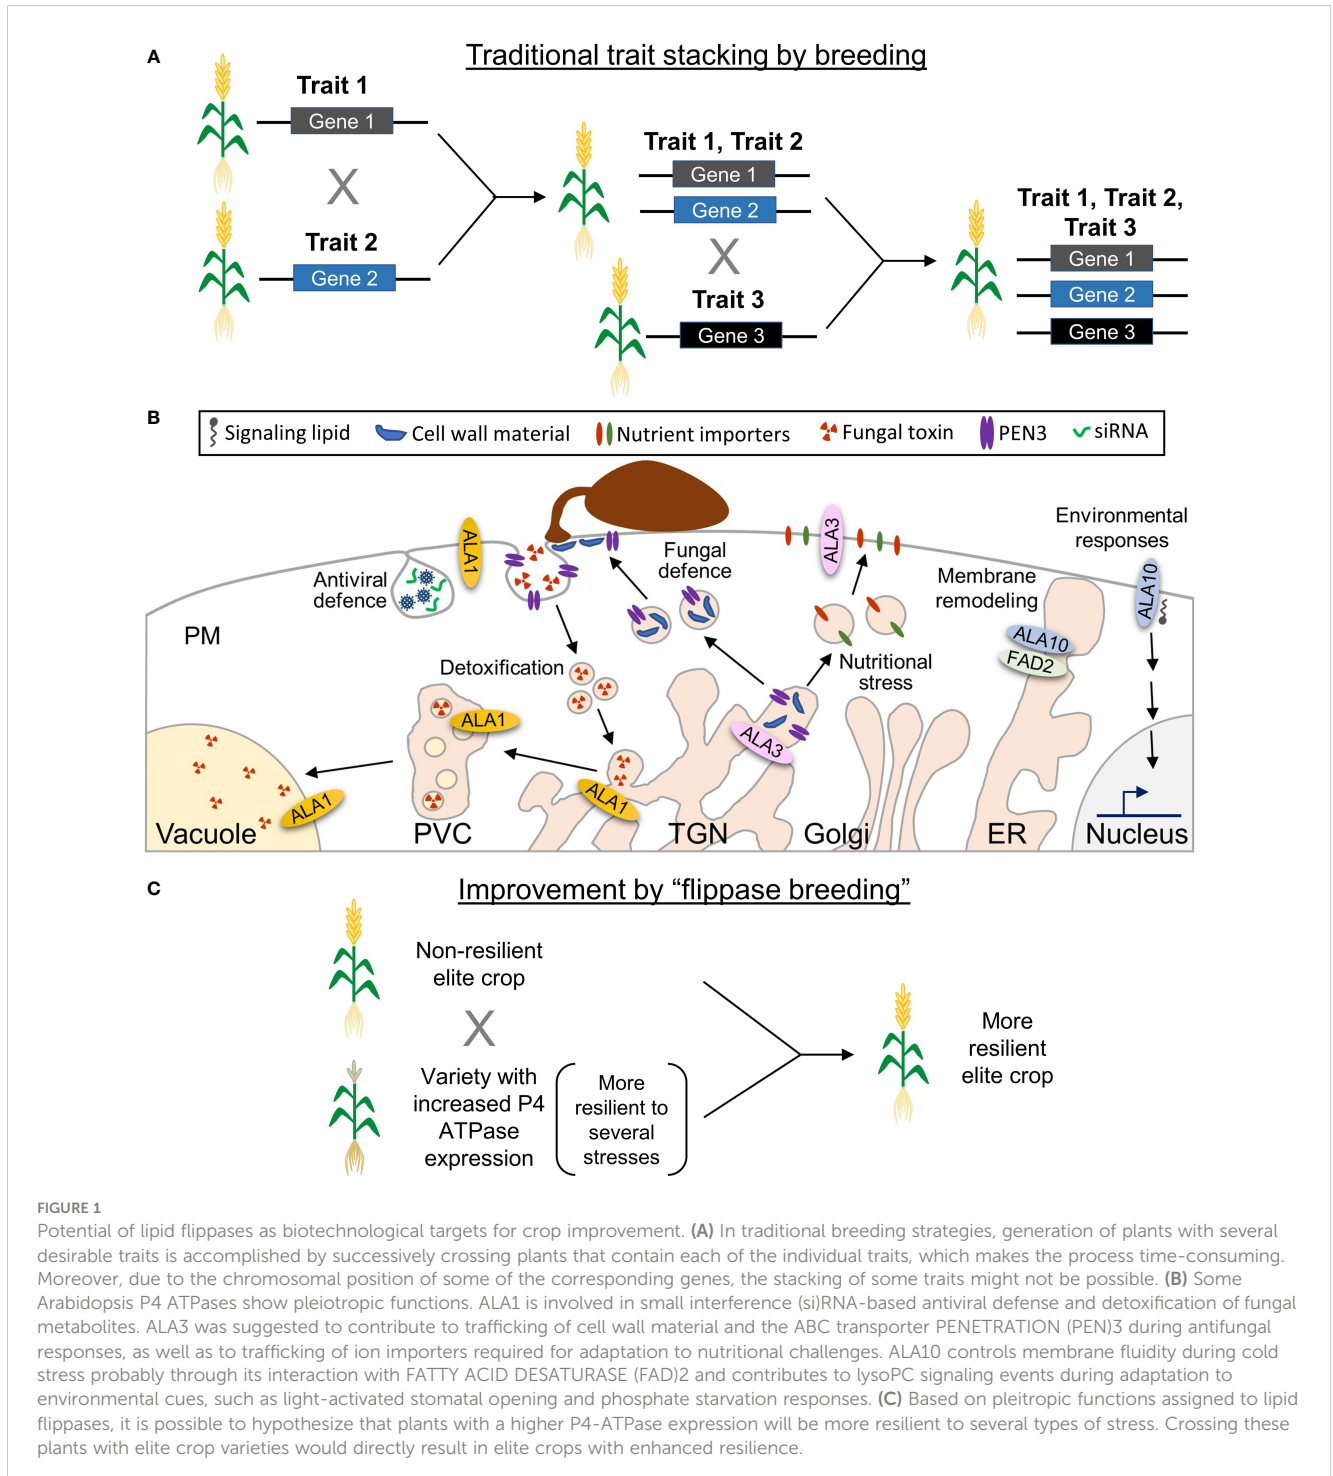 A
Traditional trait stacking by breeding
Trait 1
Gene 1
X
Trait 2
Gene 2
Trait 1, Trait 2
Gene 1
Gene 2
X
Trait 3
Gene 3
Trait 1, Trait 2,
Trait 3
Gene 1
Gene 2
Gene 3
B
Signaling lipid
Cell wall material
Nutrient importers
Fungal toxin
PEN3
siRNA
PM
Antiviral
defence
ALA1
Fungal
defence
ALA3
Environmental
responses
Membrane
remodeling
ALA10
ALA10
FAD2
Detoxification
Nutritional
stress
ALA1
ALA3
ALA1
ALA1
Vacuole
PVC
TGN
Golgi
ER
Nucleus
C
Improvement by “flippase breeding”
Non-resilient
elite crop
X
Variety with
increased P4
ATPase
expression
More
resilient to
several
stresses
More
resilient
elite crop
FIGURE 1
Potential of lipid flippases as biotechnological targets for crop improvement. (A) In traditional breeding strategies, generation of plants with several
desirable traits is accomplished by successively crossing plants that contain each of the individual traits, which makes the process time-consuming.
Moreover, due to the chromosomal position of some of the corresponding genes, the stacking of some traits might not be possible. (B) Some
Arabidopsis P4 ATPases show pleiotropic functions. ALA1 is involved in small interference (si)RNA-based antiviral defense and detoxification of fungal
metabolites. ALA3 was suggested to contribute to trafficking of cell wall material and the ABC transporter PENETRATION (PEN)3 during antifungal
responses, as well as to trafficking of ion importers required for adaptation to nutritional challenges. ALA10 controls membrane fluidity during cold
stress probably through its interaction with FATTY ACID DESATURASE (FAD)2 and contributes to lysoPC signaling events during adaptation to
environmental cues, such as light-activated stomatal opening and phosphate starvation responses. (C) Based on pleitropic functions assigned to lipid
flippases, it is possible to hypothesize that plants with a higher P4-ATPase expression will be more resilient to several types of stress. Crossing these
plants with elite crop varieties would directly result in elite crops with enhanced resilience.